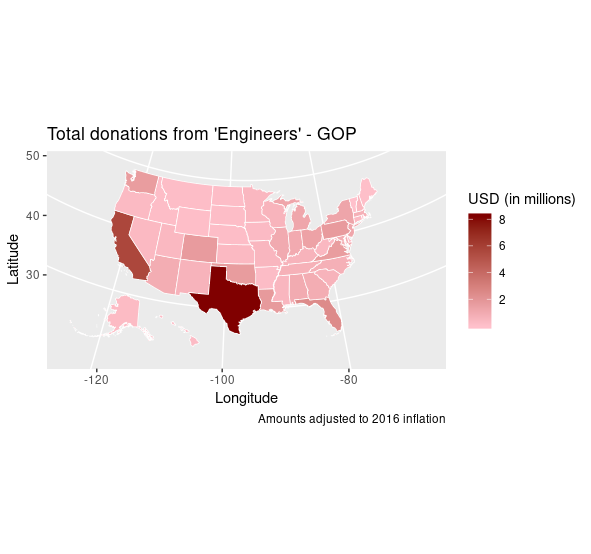 Total donations from 'Engineers' - GOP
50
40
30
Latitude
-120
-100
-80
Longitude
Amounts adjusted to 2016 inflation
USD (in millions)
8
6
4
2